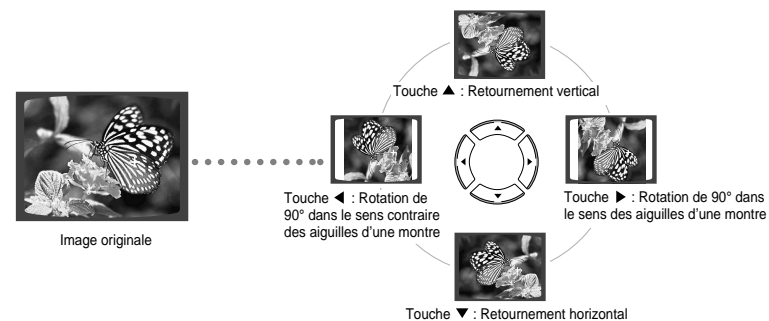 Touche ▲ : Retournement vertical
Image originale
Touche ◀ : Rotation de
90° dans le sens contraire
des aiguilles d'une montre
Touche ▶ : Rotation de 90° dans
le sens des aiguilles d'une montre
Touche ▼ : Retournement horizontal